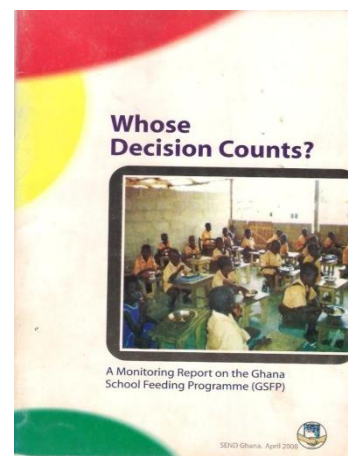 Whose
Decision Counts?
A Monitoring Report on the Ghana
School Feeding Programme (GSFP)
SEND Ghana. April 2008